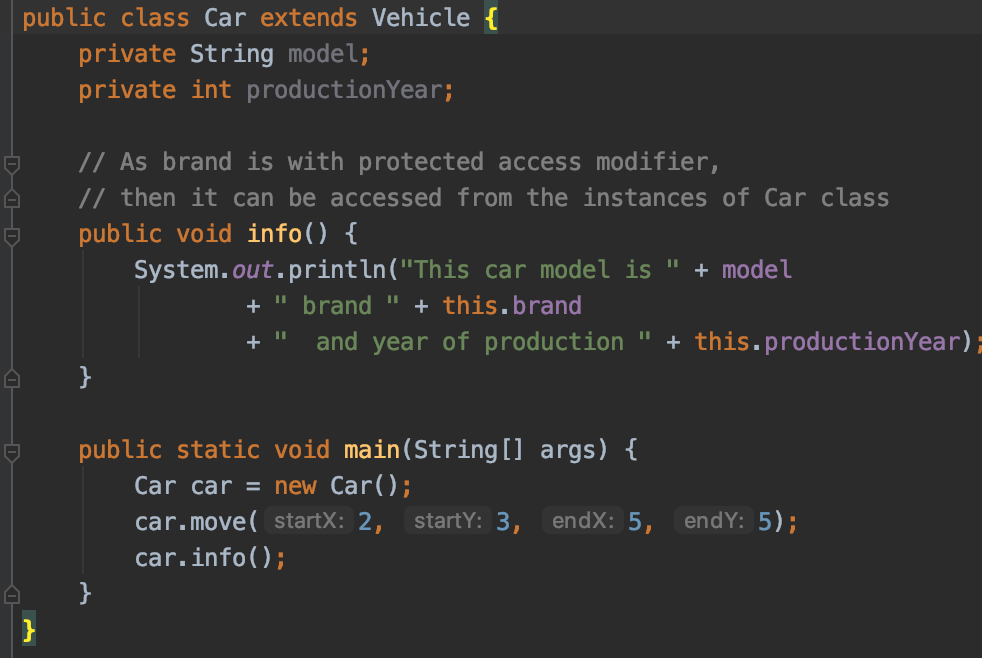 public class Car extends Vehicle {
    private String model;
    private int productionYear;

    // As brand is with protected access modifier,
    // then it can be accessed from the instances of Car class
    public void info() {
        System.out.println("This car model is " + model
                + " brand " + this.brand
                + "  and year of production " + this.productionYear);
    }

    public static void main(String[] args) {
        Car car = new Car();
        car.move( startX: 2, startY: 3, endX: 5, endY: 5);
        car.info();
    }
}